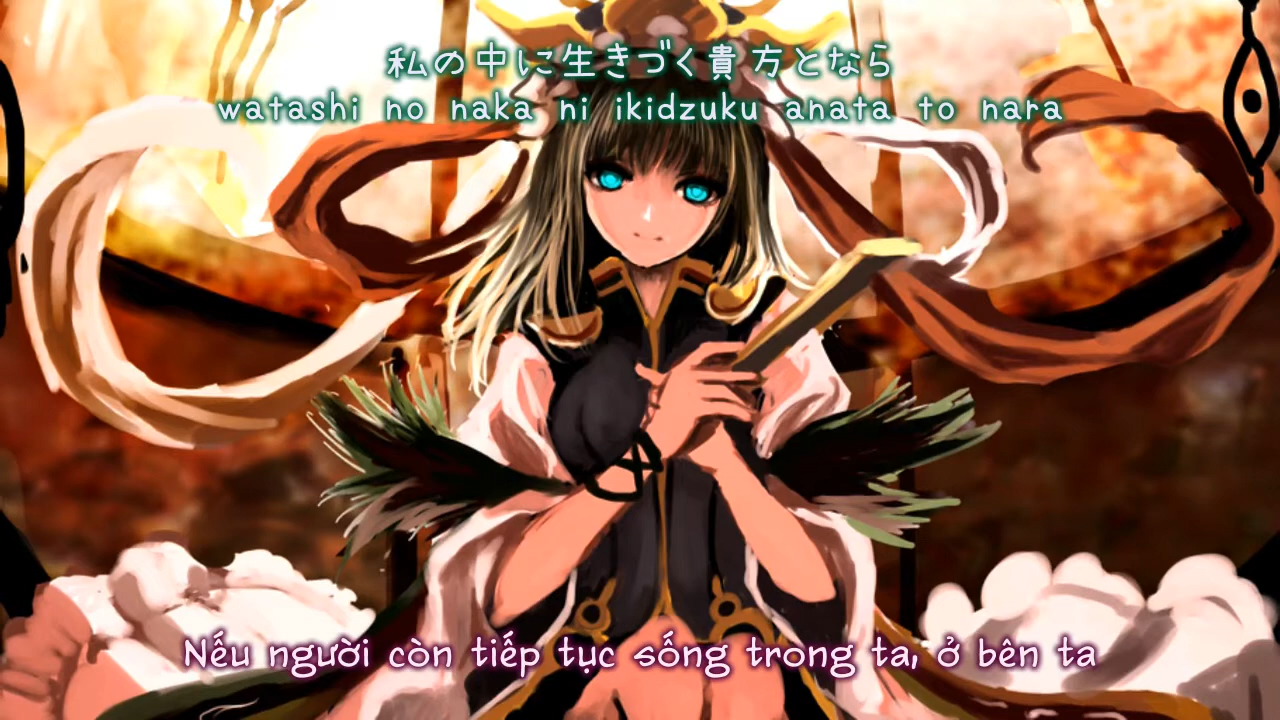 私の中に生きづく貴方となら
watashi no naka ni ikidzuku anata to nara
Nếu người còn tiếp tục sống trong ta, ở bên ta